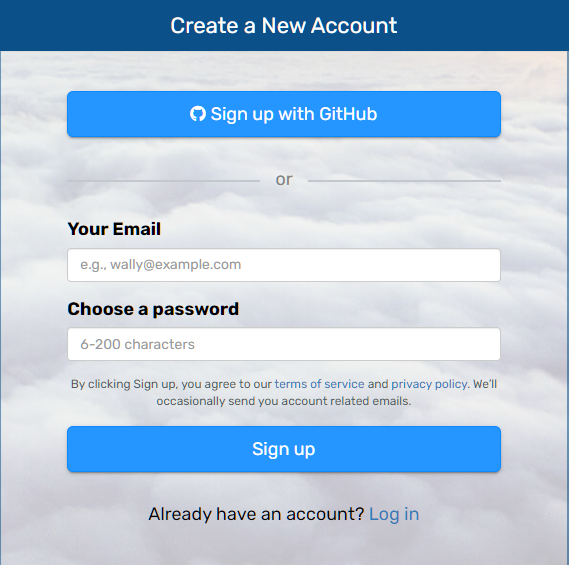 Create a New Account
Sign up with GitHub
or
Your Email
e.g., wally@example.com
Choose a password
6-200 characters
By clicking Sign up, you agree to our terms of service and privacy policy. We'll
occasionally send you account related emails.
Sign up
Already have an account? Log in